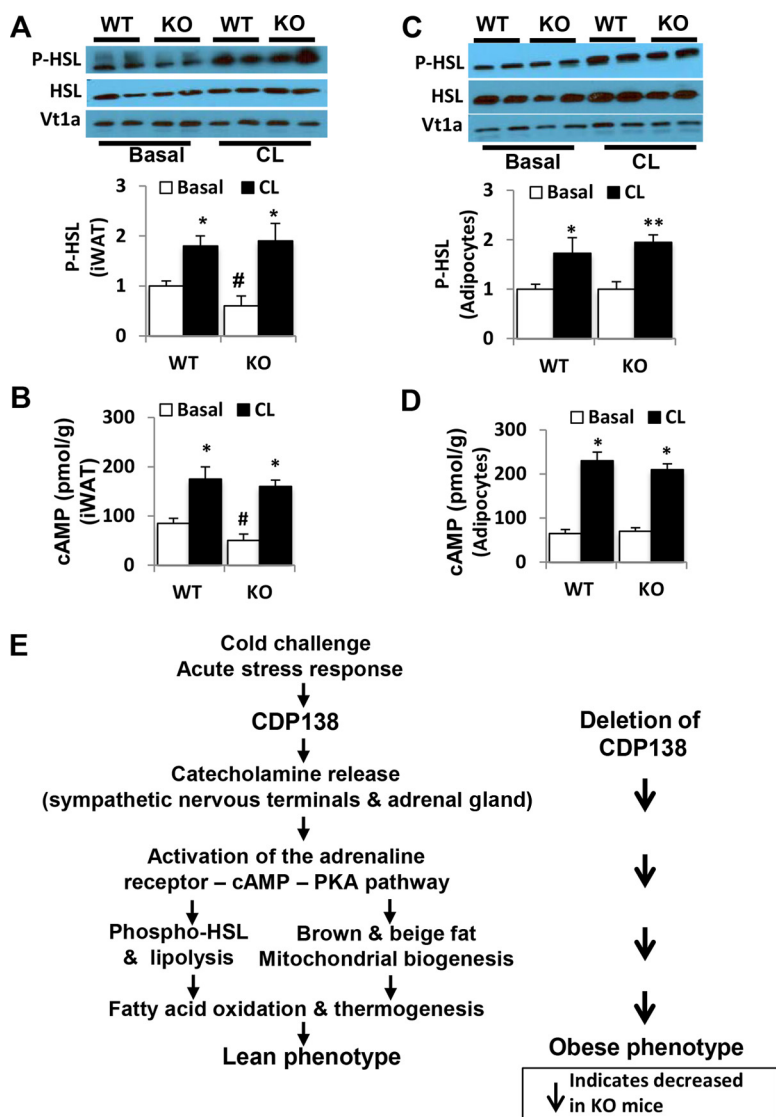 A
WT KO WT KO
P-HSL
HSL
Vt1a
Basal CL
Basal CL
P-HSL
(iWAT)
3
2
1
0
*
#
*
WT KO
B
Basal CL
cAMP (pmol/g)
(iWAT)
300
200
100
0
*
#
*
WT KO
C
WT KO WT KO
P-HSL
HSL
Vt1a
Basal CL
Basal CL
P-HSL
(Adipocytes)
3
2
1
0
*
**
WT KO
D
Basal CL
cAMP (pmol/g)
(Adipocytes)
300
200
100
0
*
*
WT KO
E
Cold challenge
Acute stress response
CDP138
Catecholamine release
(sympathetic nervous terminals & adrenal gland)
Activation of the adrenaline
receptor – cAMP – PKA pathway
Phospho-HSL
& lipolysis
Brown & beige fat
Mitochondrial biogenesis
Fatty acid oxidation & thermogenesis
Lean phenotype
Deletion of
CDP138
Obese phenotype
Indicates decreased
in KO mice